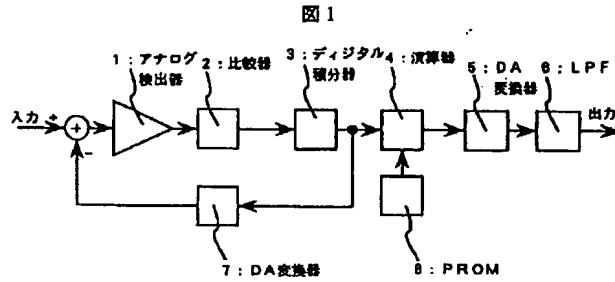 図1
1:アナログ
検出器
2:比較器
3:ディジタル
積分器
4:演算器
5:DA
変換器
6:LPF
入力
+
+
-
出力
7:DA変換器
8:PROM